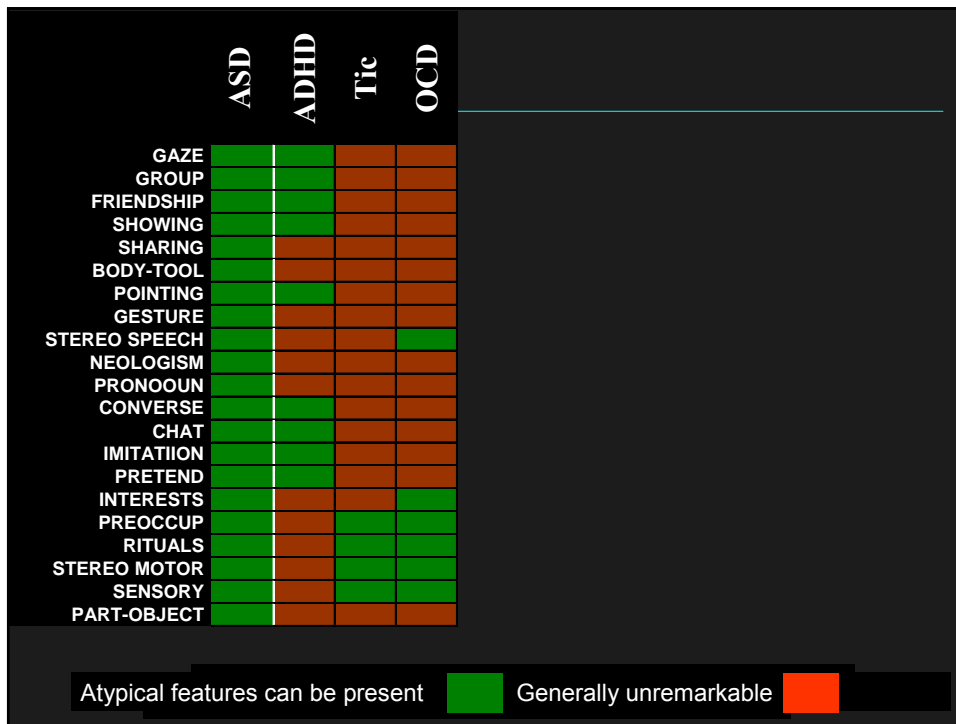 ASD ADHD Tic OCD
GAZE
GROUP
FRIENDSHIP
SHOWING
SHARING
BODY-TOOL
POINTING
GESTURE
STEREO SPEECH
NEOLOGISM
PRONOOUN
CONVERSE
CHAT
IMITATIION
PRETEND
INTERESTS
PREOCCUP
RITUALS
STEREO MOTOR
SENSORY
PART-OBJECT
Atypical features can be present Generally unremarkable